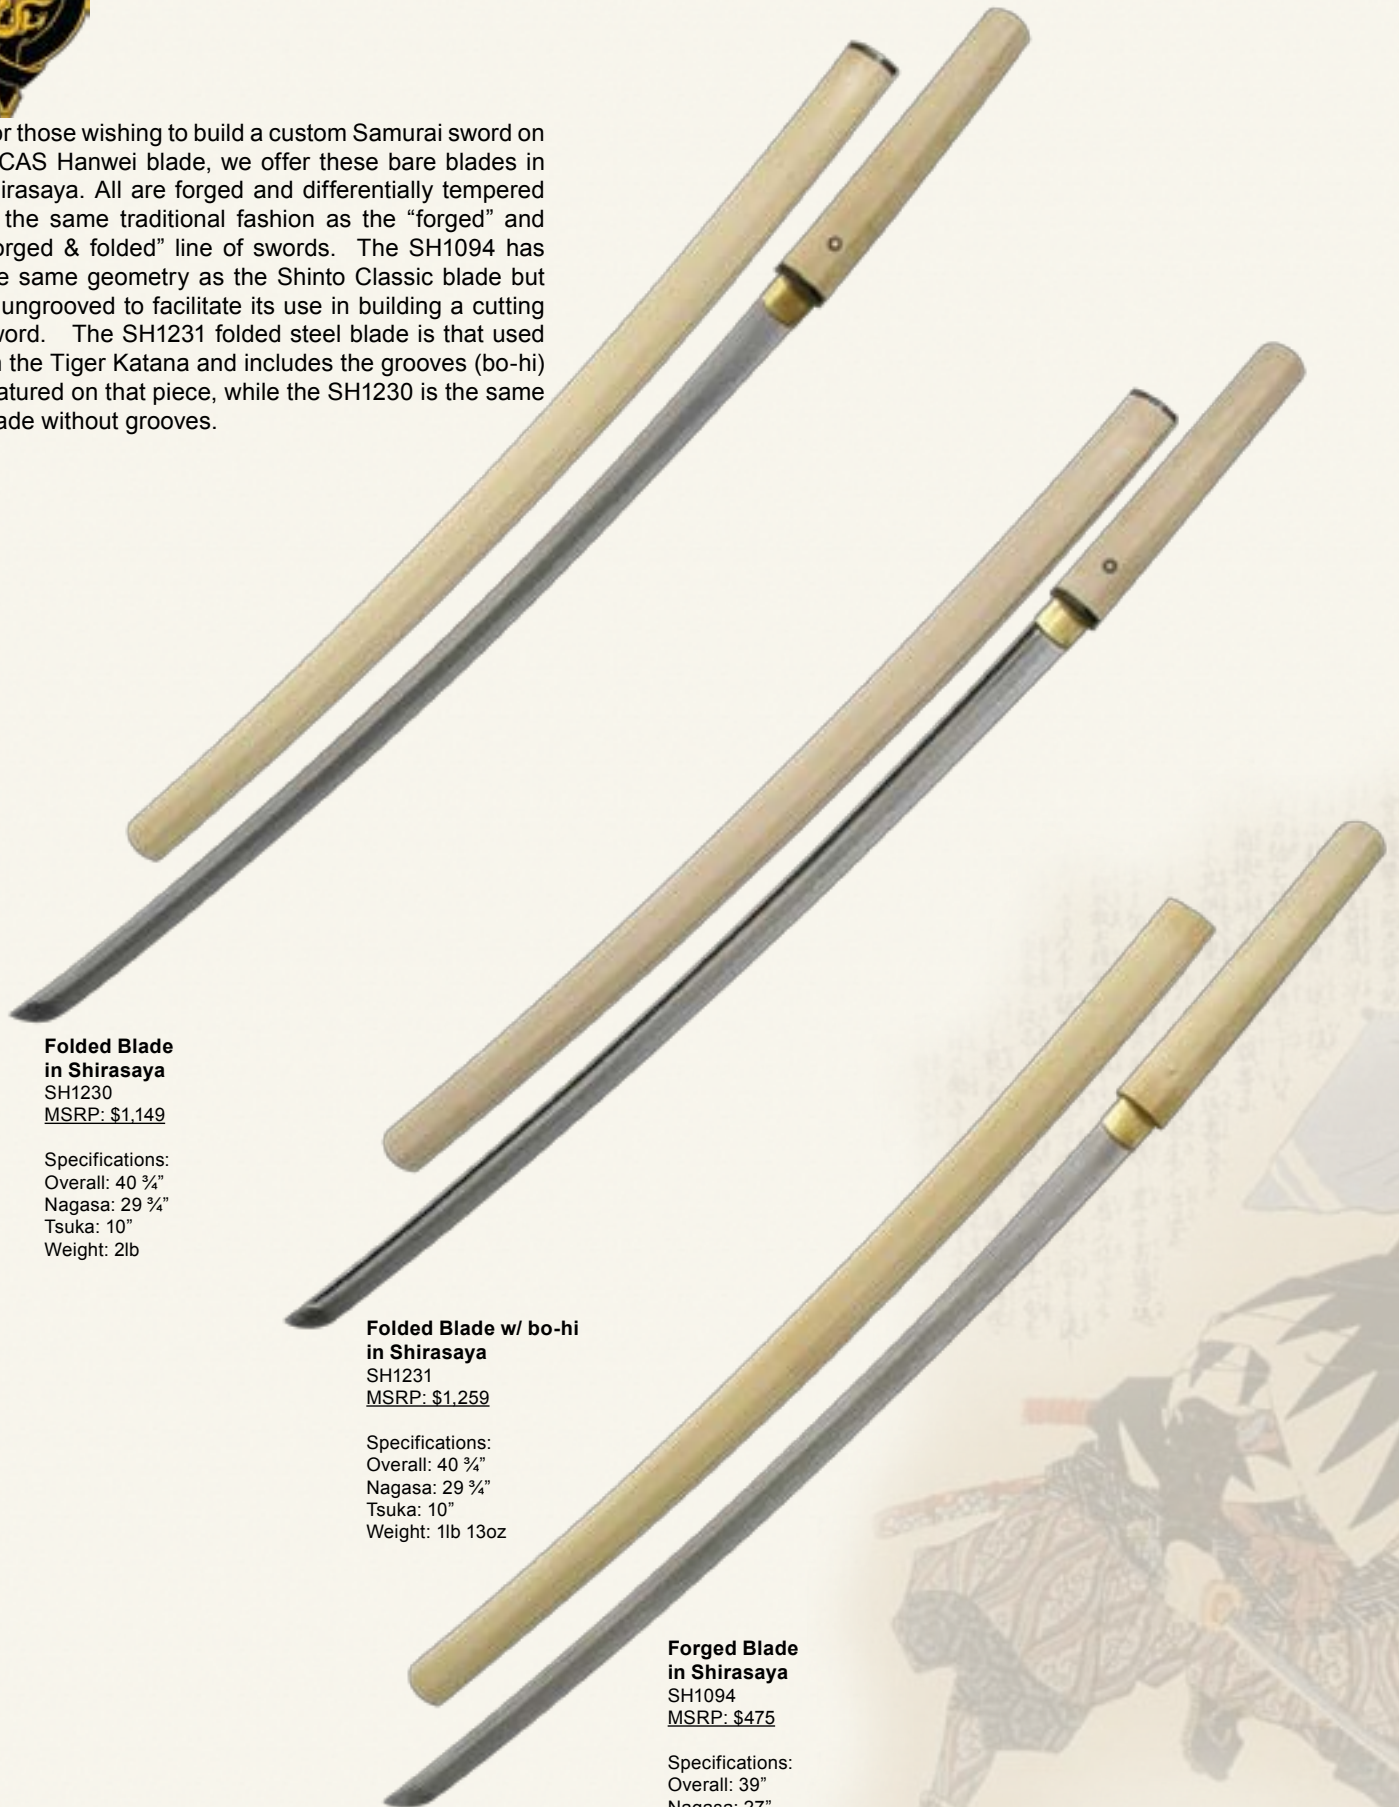 or those wishing to build a custom Samurai sword on
CAS Hanwei blade, we offer these bare blades in
irasaya. All are forged and differentially tempered
the same traditional fashion as the “forged” and
orged & folded” line of swords. The SH1094 has
e same geometry as the Shinto Classic blade but
ungrooved to facilitate its use in building a cutting
word. The SH1231 folded steel blade is that used
the Tiger Katana and includes the grooves (bo-hi)
atured on that piece, while the SH1230 is the same
ade without grooves.
Folded Blade
in Shirasaya
SH1230
MSRP: $1,149
Specifications:
Overall: 40 ¾”
Nagasa: 29 ¾”
Tsuka: 10”
Weight: 2lb
Folded Blade w/ bo-hi
in Shirasaya
SH1231
MSRP: $1,259
Specifications:
Overall: 40 ¾”
Nagasa: 29 ¾”
Tsuka: 10”
Weight: 1lb 13oz
Forged Blade
in Shirasaya
SH1094
MSRP: $475
Specifications:
Overall: 39”
Nagasa: 27”